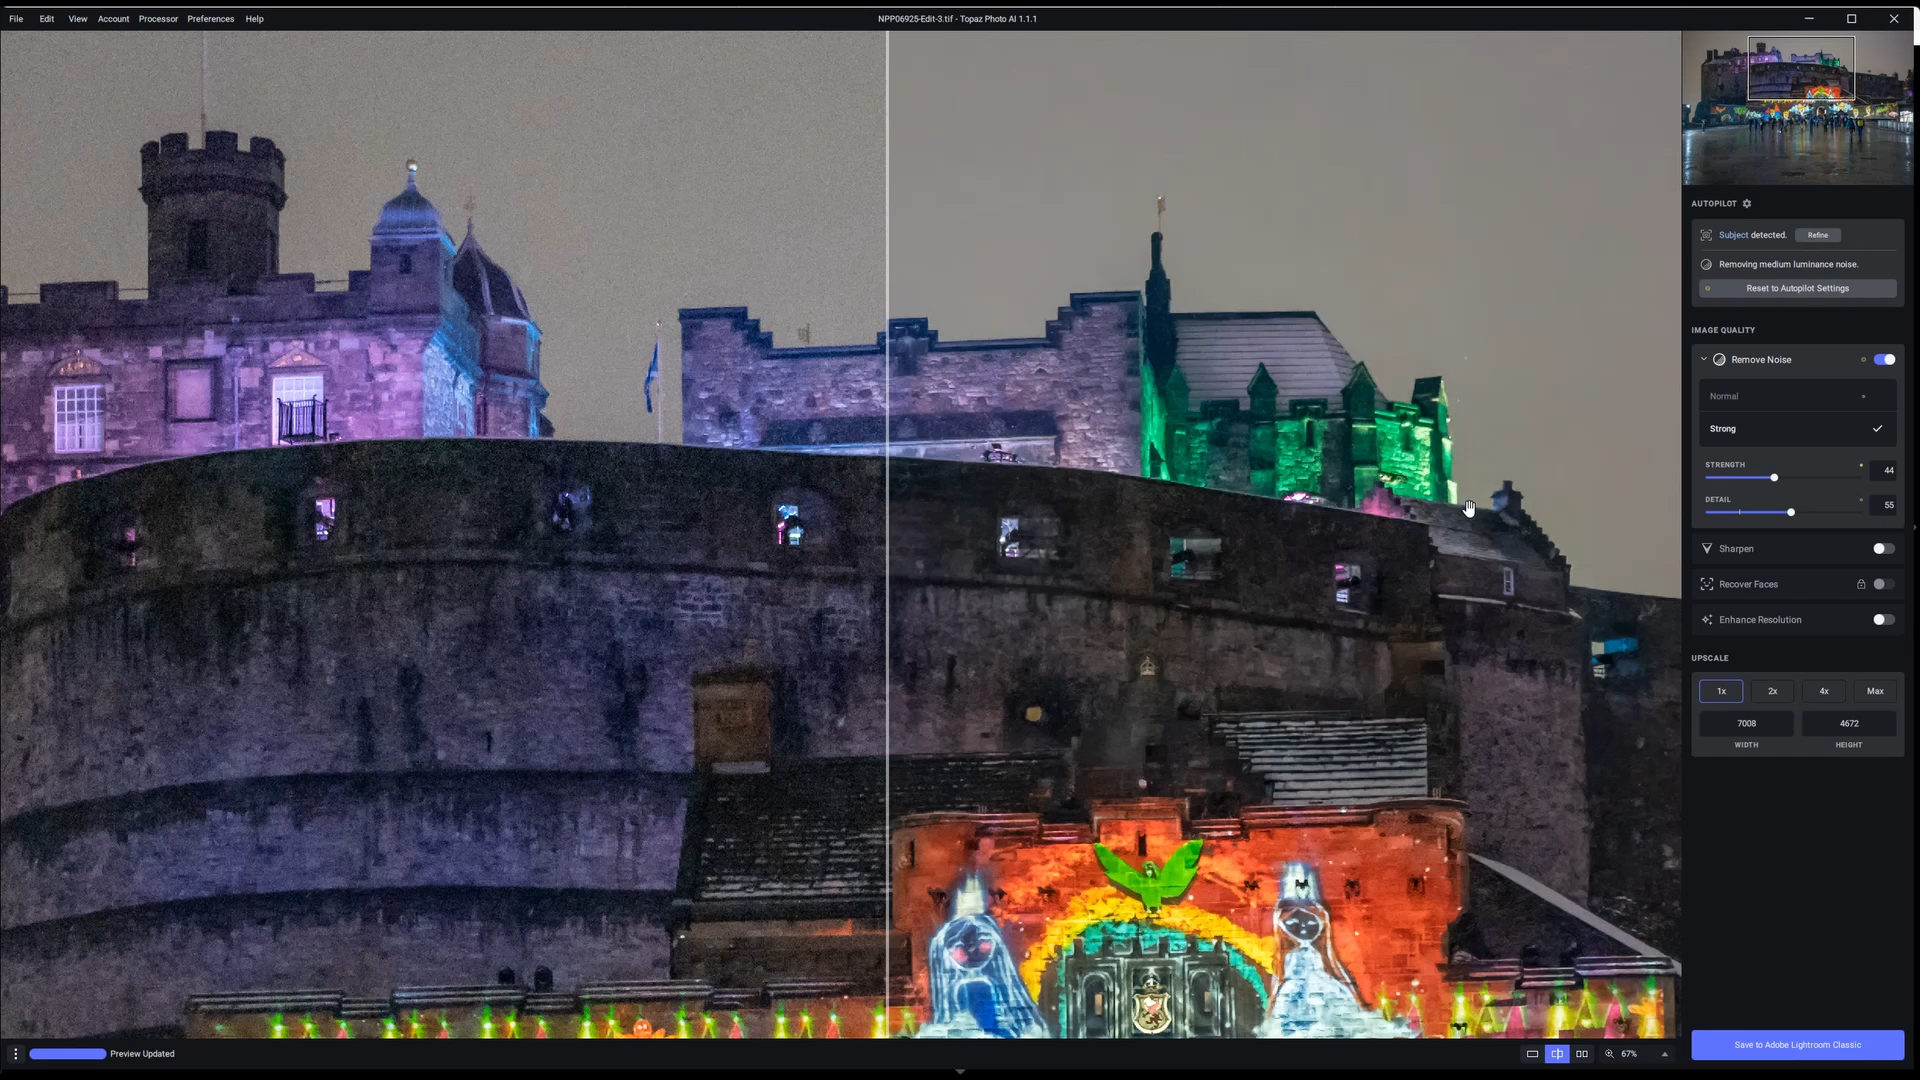 File Edit View Account Processor Preferences Help
NPP06925-Edit-3.tif - Topaz Photo AI 1.1.1
AUTOPILOT
Subject detected. Refine
Removing medium luminance noise.
Reset to Autopilot Settings
IMAGE QUALITY
Remove Noise
Normal
Strong
STRENGTH 44
DETAIL 55
Sharpen
Recover Faces
Enhance Resolution
UPSCALE
1x 2x 4x Max
7008 4672
WIDTH HEIGHT
Preview Updated
67%
Save to Adobe Lightroom Classic